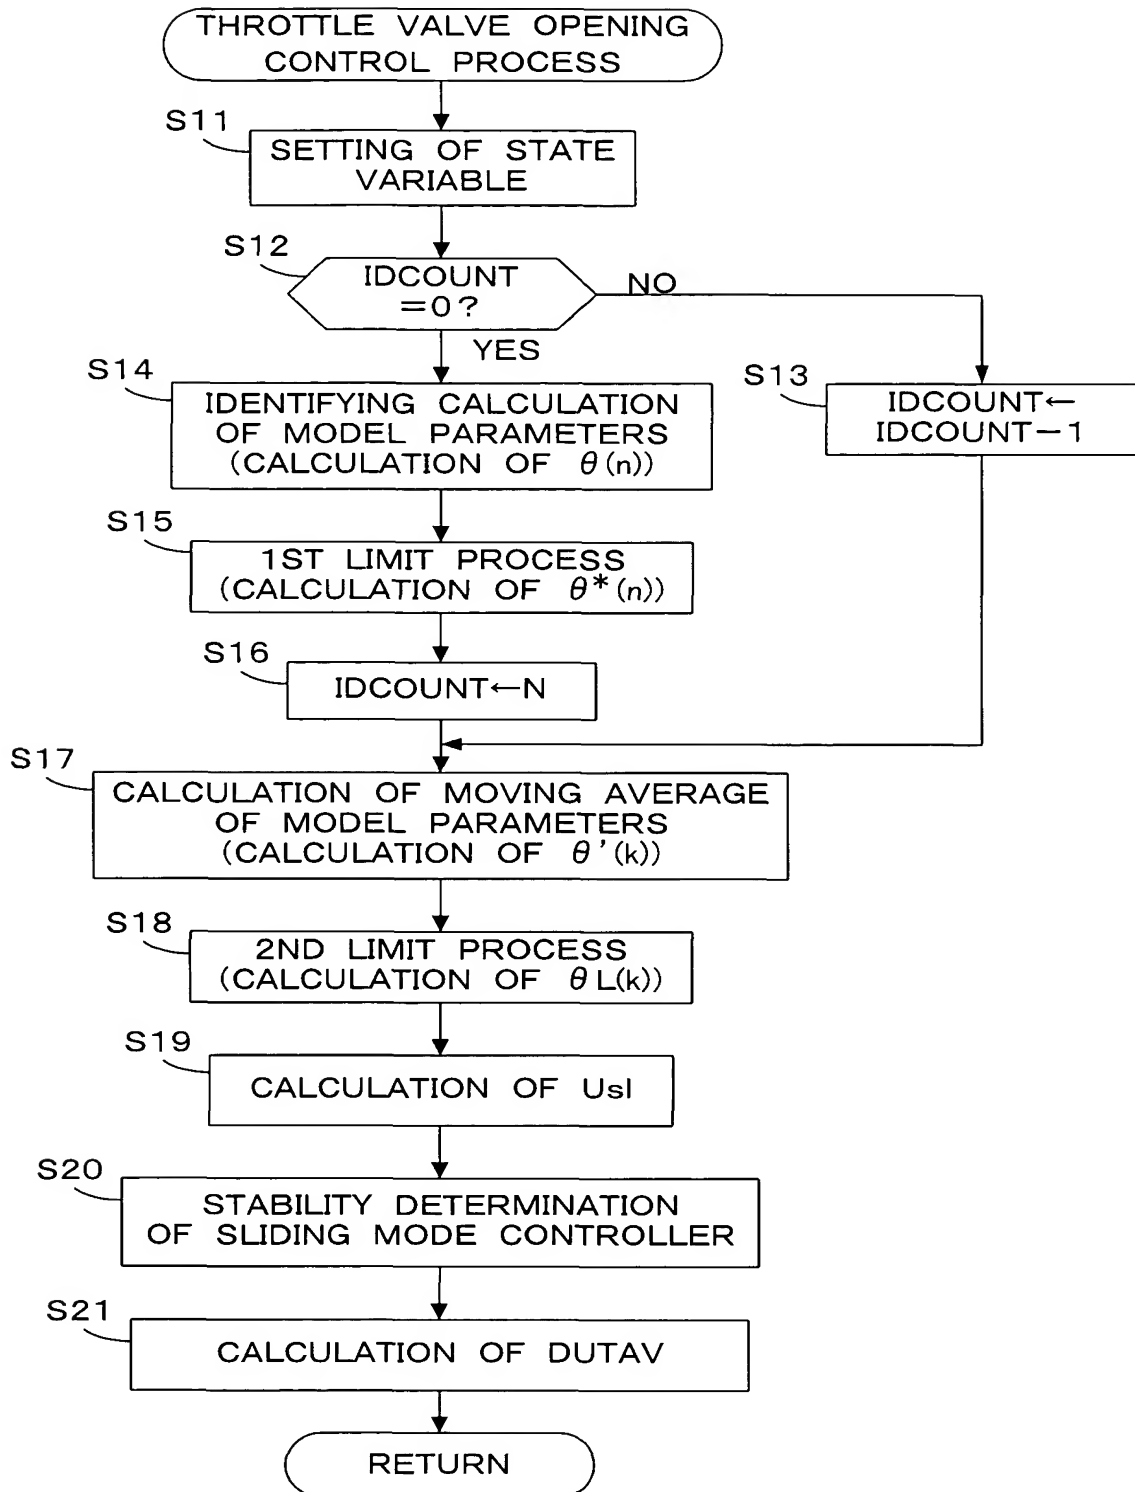 THROTTLE VALVE OPENING
CONTROL PROCESS
S11
SETTING OF STATE
VARIABLE
S12
IDCOUNT
=0?
NO
YES
S14
IDENTIFYING CALCULATION
OF MODEL PARAMETERS
(CALCULATION OF θ(n))
S13
IDCOUNT←
IDCOUNT−1
S15
1ST LIMIT PROCESS
(CALCULATION OF θ*(n))
S16
IDCOUNT←N
S17
CALCULATION OF MOVING AVERAGE
OF MODEL PARAMETERS
(CALCULATION OF θ'(k))
S18
2ND LIMIT PROCESS
(CALCULATION OF θL(k))
S19
CALCULATION OF Usl
S20
STABILITY DETERMINATION
OF SLIDING MODE CONTROLLER
S21
CALCULATION OF DUTAV
RETURN